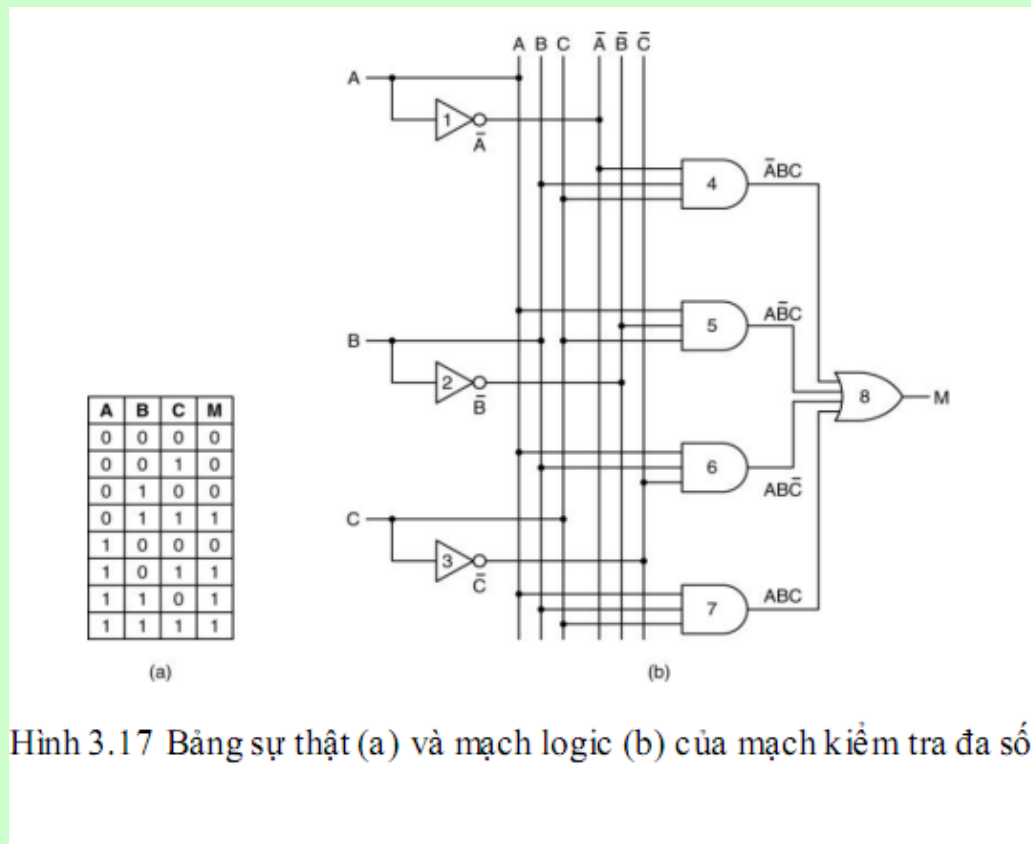 A B C A̅ B̅ C̅
A
1
A̅
4
A̅BC
5
AB̅C
B
2
B̅
8
M
6
ABC̅
C
3
C̅
7
ABC
A B C M
0 0 0 0
0 0 1 0
0 1 0 0
0 1 1 1
1 0 0 0
1 0 1 1
1 1 0 1
1 1 1 1
(a)
(b)
Hình 3.17 Bảng sự thật (a) và mạch logic (b) của mạch kiểm tra đa số